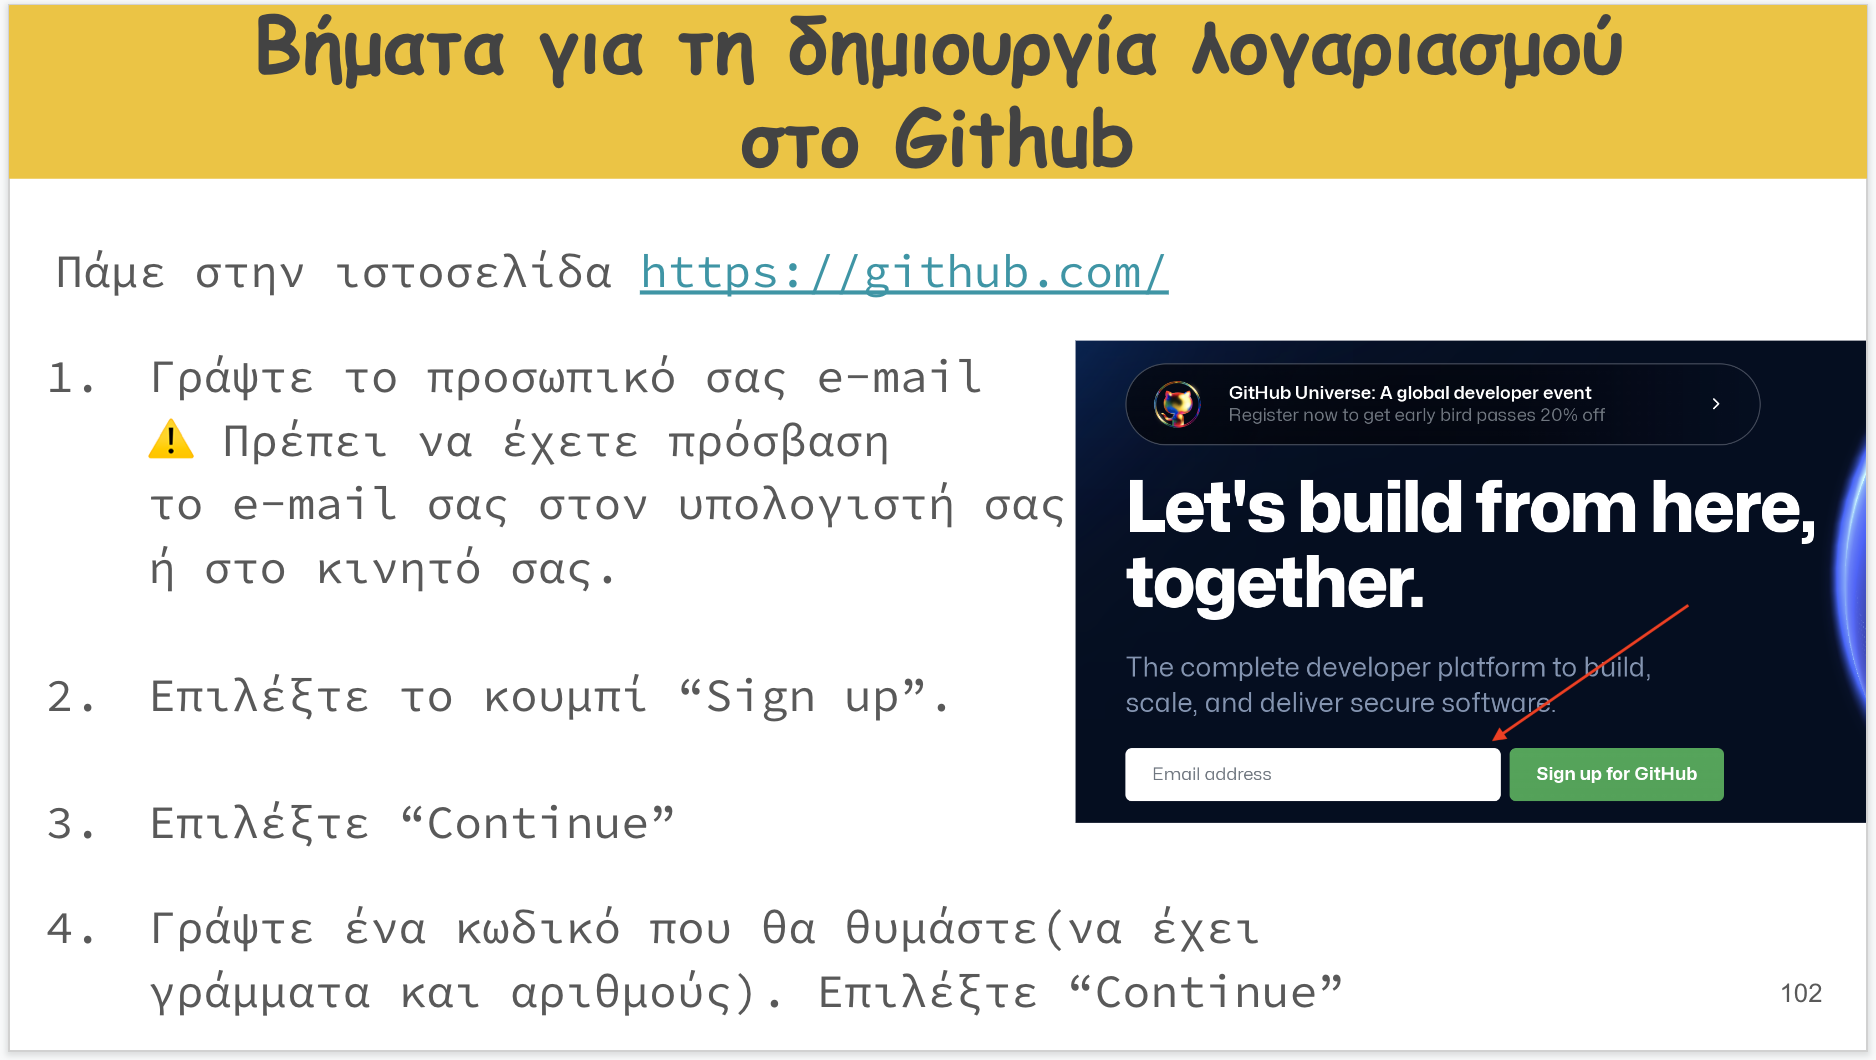 Βήματα για τη δημιουργία λογαριασμού
στο Github
Πάμε στην ιστοσελίδα https://github.com/
1. Γράψτε το προσωπικό σας e-mail
⚠️ Πρέπει να έχετε πρόσβαση
το e-mail σας στον υπολογιστή σας
ή στο κινητό σας.
2. Επιλέξτε το κουμπί “Sign up”.
3. Επιλέξτε “Continue”
4. Γράψτε ένα κωδικό που θα θυμάστε(να έχει
γράμματα και αριθμούς). Επιλέξτε “Continue”
GitHub Universe: A global developer event
Register now to get early bird passes 20% off
Let's build from here,
together.
The complete developer platform to build,
scale, and deliver secure software.
Email address
Sign up for GitHub
102